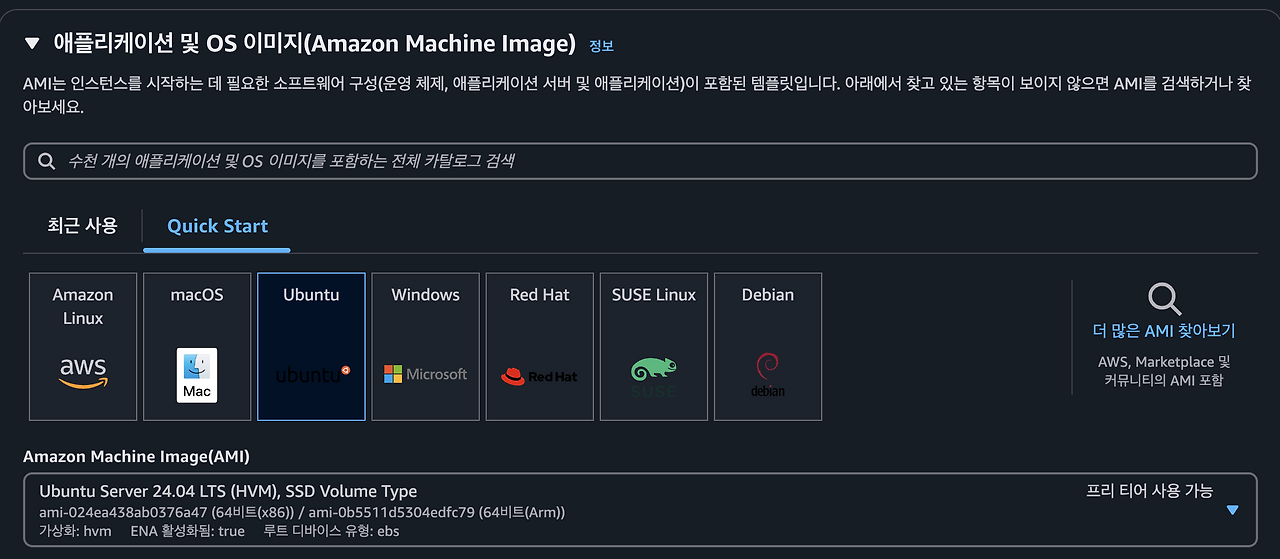 애플리케이션 및 OS 이미지(Amazon Machine Image) 정보
AMI는 인스턴스를 시작하는 데 필요한 소프트웨어 구성(운영 체제, 애플리케이션 서버 및 애플리케이션)이 포함된 템플릿입니다. 아래에서 찾고 있는 항목이 보이지 않으면 AMI를 검색하거나 찾
아보세요.
수천 개의 애플리케이션 및 OS 이미지를 포함하는 전체 카탈로그 검색
최근 사용
Quick Start
Amazon
Linux
aws
macOS
Mac
Ubuntu
ubuntu
Windows
Microsoft
Red Hat
Red Hat
SUSE Linux
SUSE
Debian
debian
더 많은 AMI 찾아보기
AWS, Marketplace 및
커뮤니티의 AMI 포함
Amazon Machine Image(AMI)
Ubuntu Server 24.04 LTS (HVM), SSD Volume Type
프리 티어 사용 가능
ami-024ea438ab0376a47 (64비트(x86)) / ami-0b5511d5304edfc79 (64비트(Arm))
가상화: hvm ENA 활성화됨: true 루트 디바이스 유형: ebs